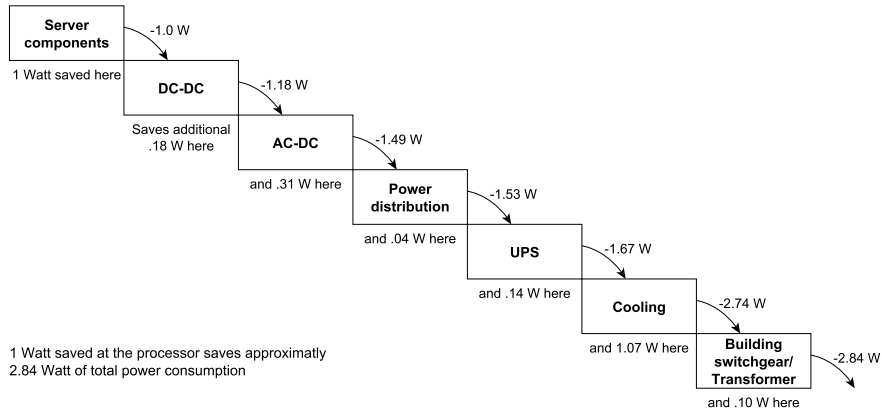 Server
components
-1.0 W
1 Watt saved here
DC-DC
-1.18 W
Saves additional
.18 W here
AC-DC
-1.49 W
and .31 W here
Power
distribution
-1.53 W
and .04 W here
UPS
-1.67 W
and .14 W here
Cooling
-2.74 W
and 1.07 W here
Building
switchgear/
Transformer
-2.84 W
and .10 W here
1 Watt saved at the processor saves approximatly
2.84 Watt of total power consumption